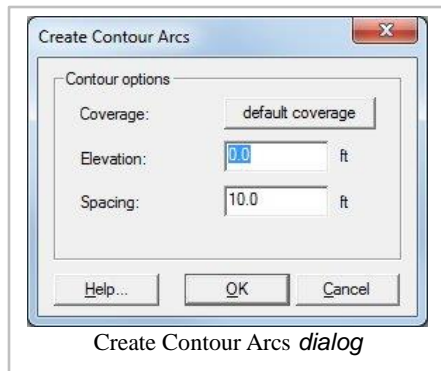 Create Contour Arcs
Contour options
Coverage: default coverage
Elevation: 0.0 ft
Spacing: 10.0 ft
Help... OK Cancel
Create Contour Arcs dialog